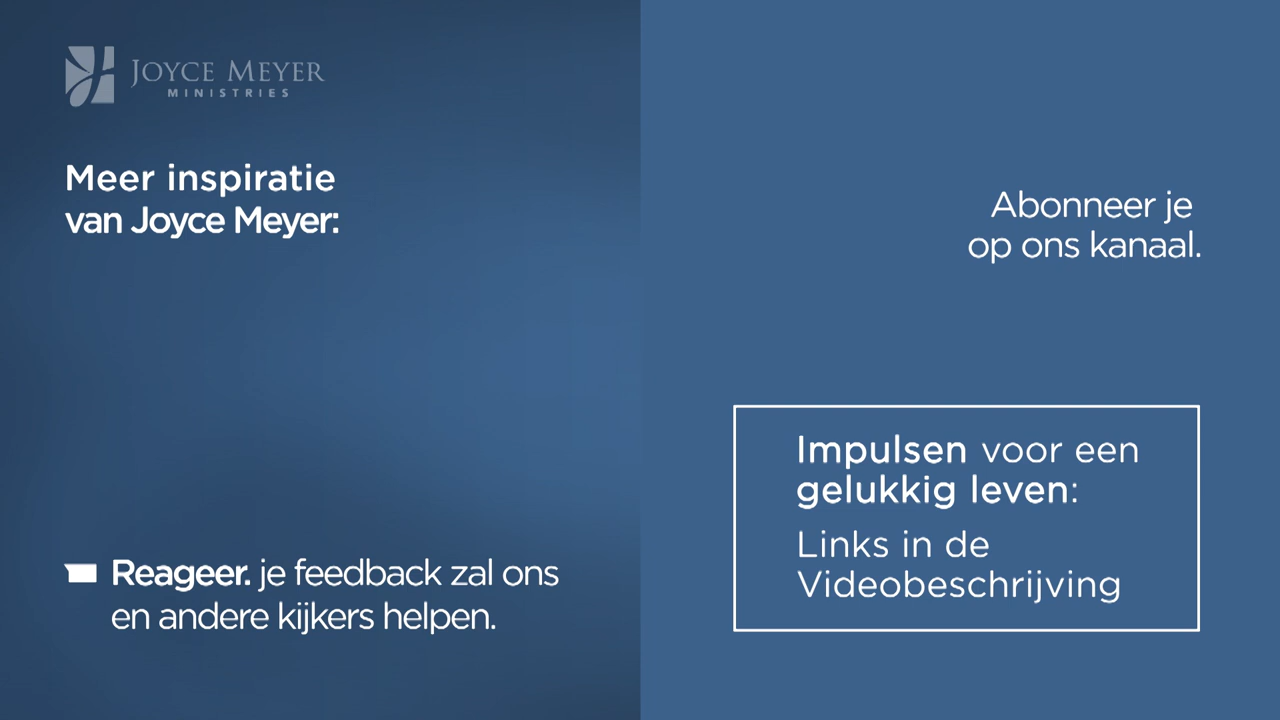 JOYCE MEYER
MINISTRIES
Meer inspiratie
van Joyce Meyer:
Abonneer je
op ons kanaal.
Impulsen voor een
gelukkig leven:
Links in de
Videobeschrijving
Reageer. je feedback zal ons
en andere kijkers helpen.